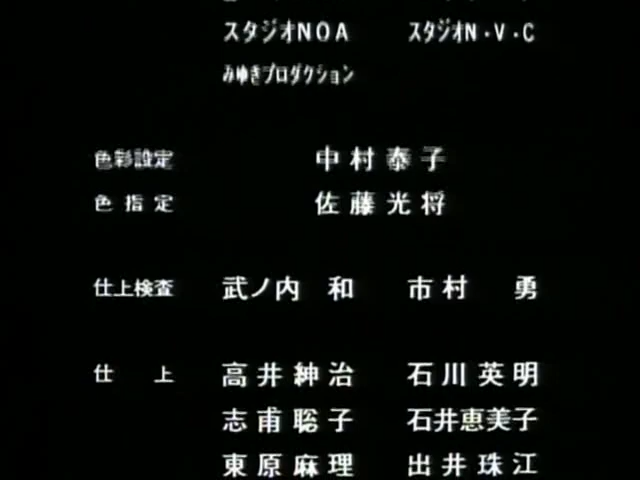 スタジオNOA　スタジオN・V・C
みゆきプロダクション
色彩設定　中村泰子
色指定　佐藤光将
仕上検査　武ノ内　和　市村　勇
仕　上　高井紳治　石川英明
志甫聡子　石井恵美子
東原麻理　出井珠江